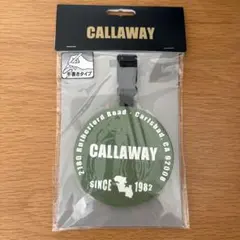 CALLAWAY
2180 Rutherford Road - Carlsbad, CA 92008
CALLAWAY
SINCE 1982